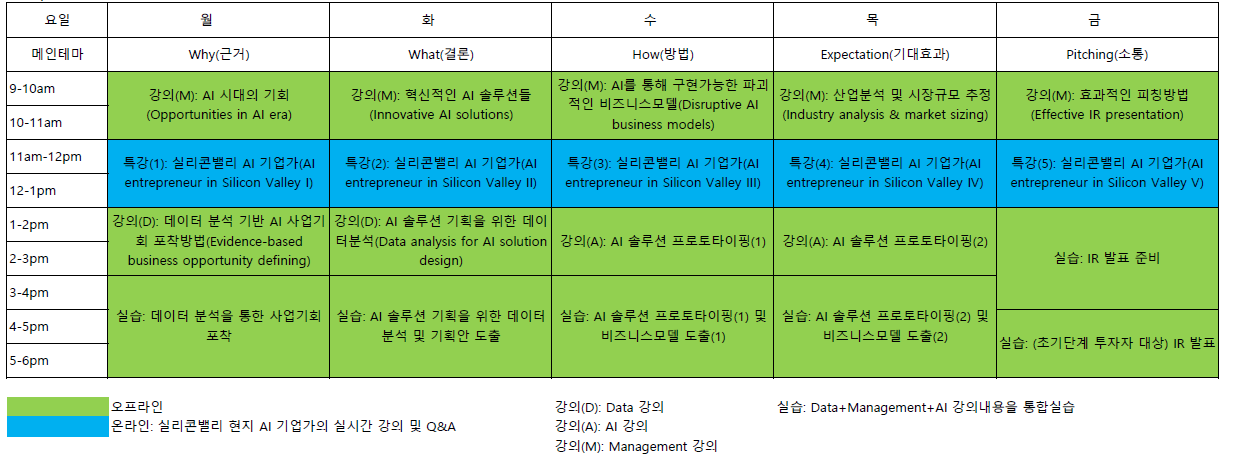 요일 월 화 수 목 금
메인테마 Why(근거) What(결론) How(방법) Expectation(기대효과) Pitching(소통)
9-10am
10-11am
강의(M): AI 시대의 기회
(Opportunities in AI era)
강의(M): 혁신적인 AI 솔루션들
(Innovative AI solutions)
강의(M): AI를 통해 구현가능한 파괴
적인 비즈니스모델(Disruptive AI
business models)
강의(M): 산업분석 및 시장규모 추정
(Industry analysis & market sizing)
강의(M): 효과적인 피칭방법
(Effective IR presentation)
11am-12pm
12-1pm
특강(1): 실리콘밸리 AI 기업가(AI
entrepreneur in Silicon Valley I)
특강(2): 실리콘밸리 AI 기업가(AI
entrepreneur in Silicon Valley II)
특강(3): 실리콘밸리 AI 기업가(AI
entrepreneur in Silicon Valley III)
특강(4): 실리콘밸리 AI 기업가(AI
entrepreneur in Silicon Valley IV)
특강(5): 실리콘밸리 AI 기업가(AI
entrepreneur in Silicon Valley V)
1-2pm
2-3pm
강의(D): 데이터 분석 기반 AI 사업기
회 포착방법(Evidence-based
business opportunity defining)
강의(D): AI 솔루션 기획을 위한 데이
터분석(Data analysis for AI solution
design)
강의(A): AI 솔루션 프로토타이핑(1)
강의(A): AI 솔루션 프로토타이핑(2)
실습: IR 발표 준비
3-4pm
4-5pm
5-6pm
실습: 데이터 분석을 통한 사업기회
포착
실습: AI 솔루션 기획을 위한 데이터
분석 및 기획안 도출
실습: AI 솔루션 프로토타이핑(1) 및
비즈니스모델 도출(1)
실습: AI 솔루션 프로토타이핑(2) 및
비즈니스모델 도출(2)
실습: (초기단계 투자자 대상) IR 발표
오프라인
온라인: 실리콘밸리 현지 AI 기업가의 실시간 강의 및 Q&A
강의(D): Data 강의
강의(A): AI 강의
강의(M): Management 강의
실습: Data+Management+AI 강의내용을 통합실습